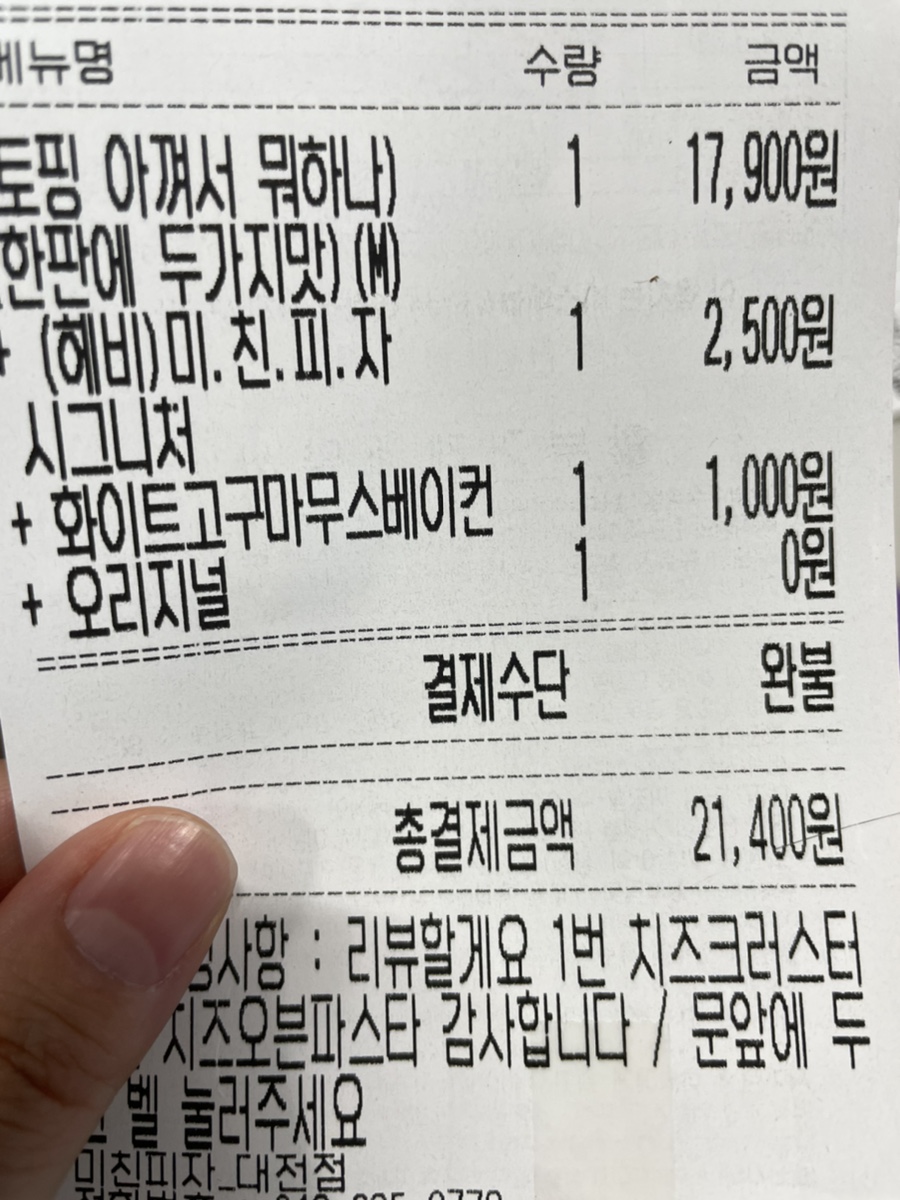 메뉴명 수량 금액
토핑 아껴서 뭐하나) 1 17,900원
(한판에 두가지맛)(M)
+ (헤비)미.친.피.자 1 2,500원
시그니처
+ 화이트고구마무스베이컨 1 1,000원
+ 오리지널 1 0원
결제수단 완불
총결제금액 21,400원
사항 : 리뷰할게요 1번 치즈크러스터
치즈오븐파스타 감사합니다 / 문앞에 두
벨 눌러주세요
미친피자_대전점